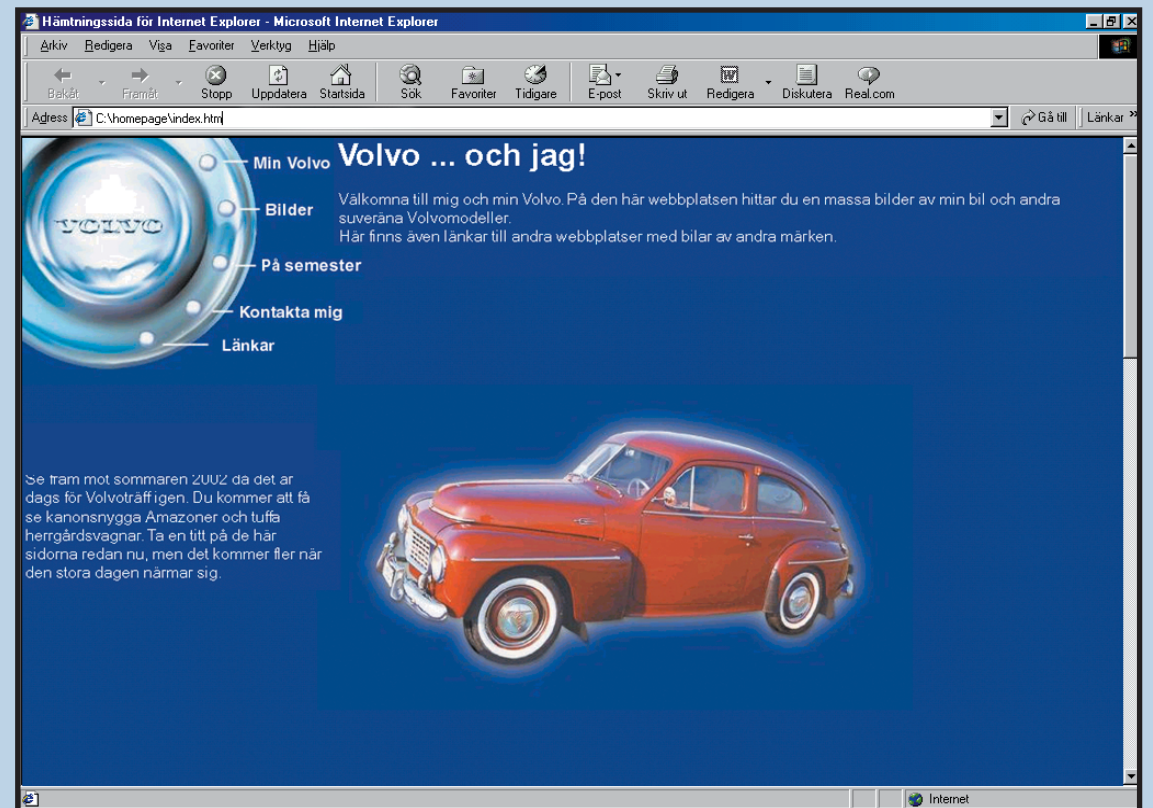 Hämtningssida för Internet Explorer - Microsoft Internet Explorer
Arkiv Redigera Visa Favoriter Verktyg Hjälp
Bakåt Framåt Stopp Uppdatera Startsida Sök Favoriter Tidigare E-post Skriv ut Redigera Diskutera Real.com
Adress C:\homepage\index.htm Gå till Länkar »
VOLVO
Min Volvo
Bilder
På semester
Kontakta mig
Länkar
Volvo ... och jag!
Välkomna till mig och min Volvo. På den här webbplatsen hittar du en massa bilder av min bil och andra
suveräna Volvomodeller.
Här finns även länkar till andra webbplatser med bilar av andra märken.
Se fram mot sommaren 2002 då det är
dags för Volvoträff igen. Du kommer att få
se kanonsnygga Amazoner och tuffa
herrgårdsvagnar. Ta en titt på de här
sidorna redan nu, men det kommer fler när
den stora dagen närmar sig.
Internet